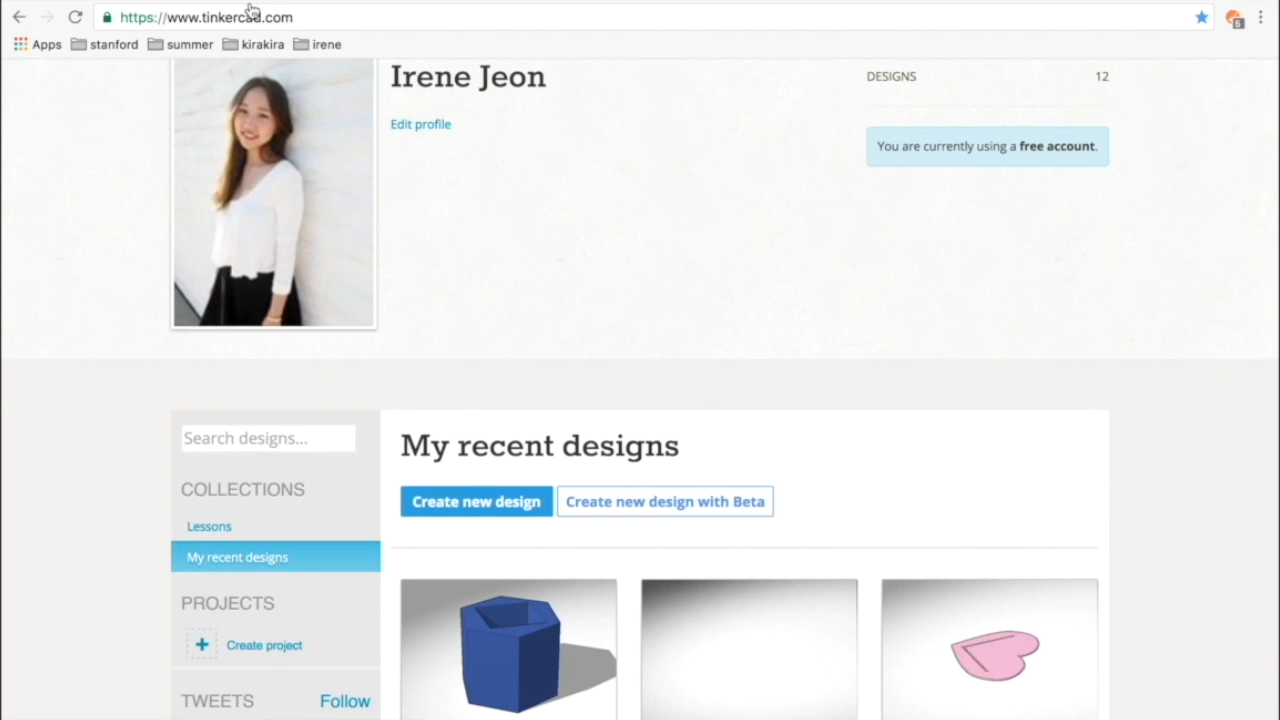 https://www.tinkercad.com
5
Apps stanford summer kirakira irene
Irene Jeon
DESIGNS 12
Edit profile
You are currently using a free account.
Search designs...
My recent designs
COLLECTIONS
Create new design Create new design with Beta
Lessons
My recent designs
PROJECTS
Create project
TWEETS Follow